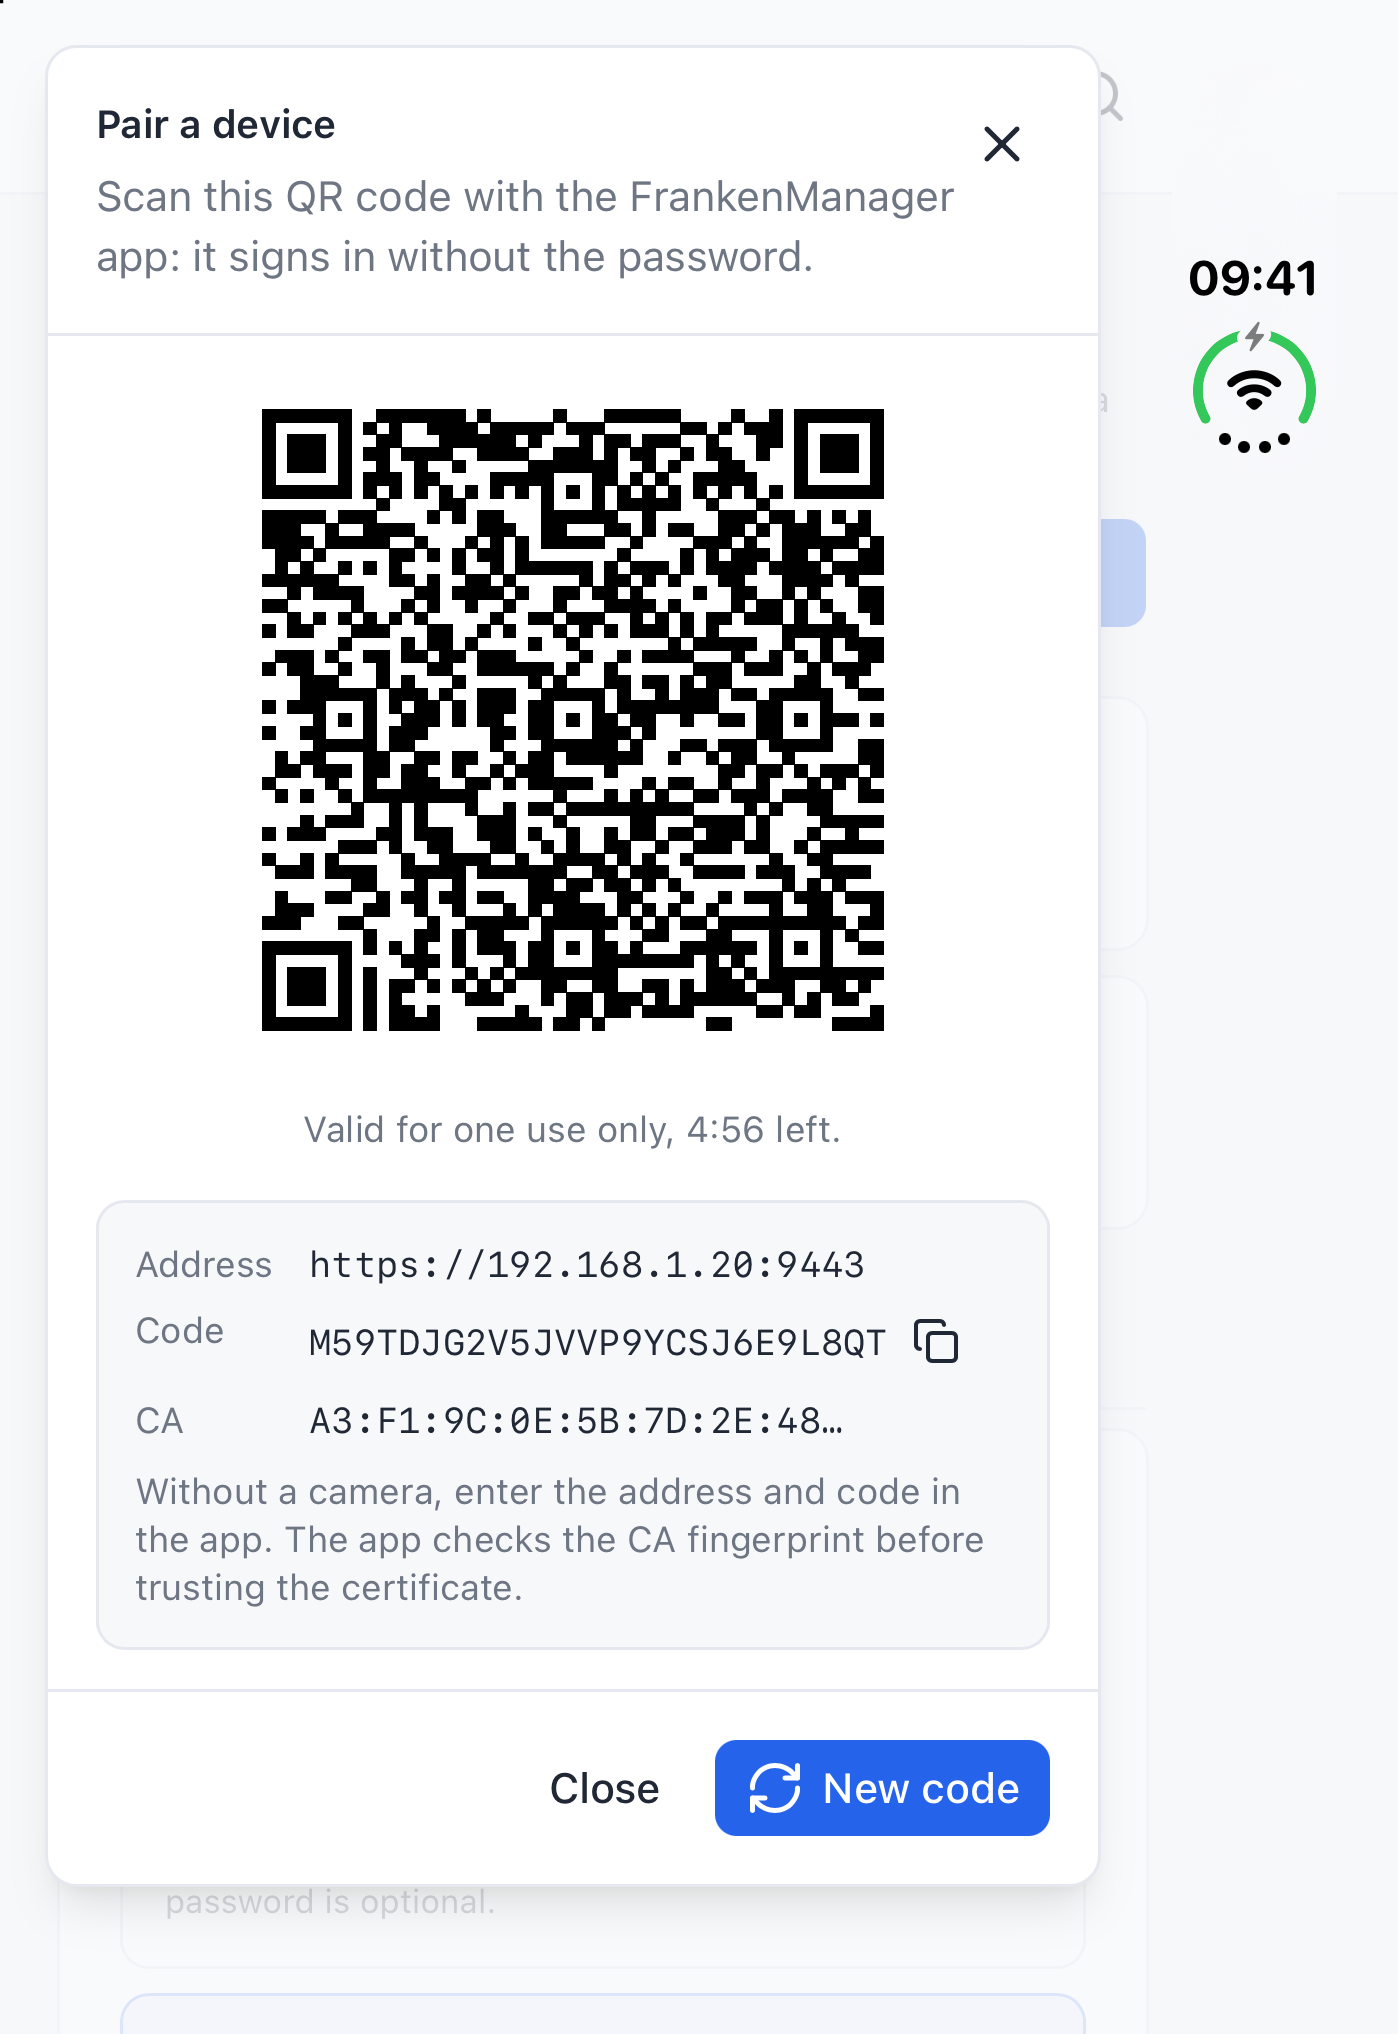 Pair a device
Scan this QR code with the FrankenManager
app: it signs in without the password.
09:41
Valid for one use only, 4:56 left.
Address https://192.168.1.20:9443
Code M59TDJG2V5JVVP9YCSJ6E9L8QT
CA A3:F1:9C:0E:5B:7D:2E:48…
Without a camera, enter the address and code in
the app. The app checks the CA fingerprint before
trusting the certificate.
Close New code
password is optional.